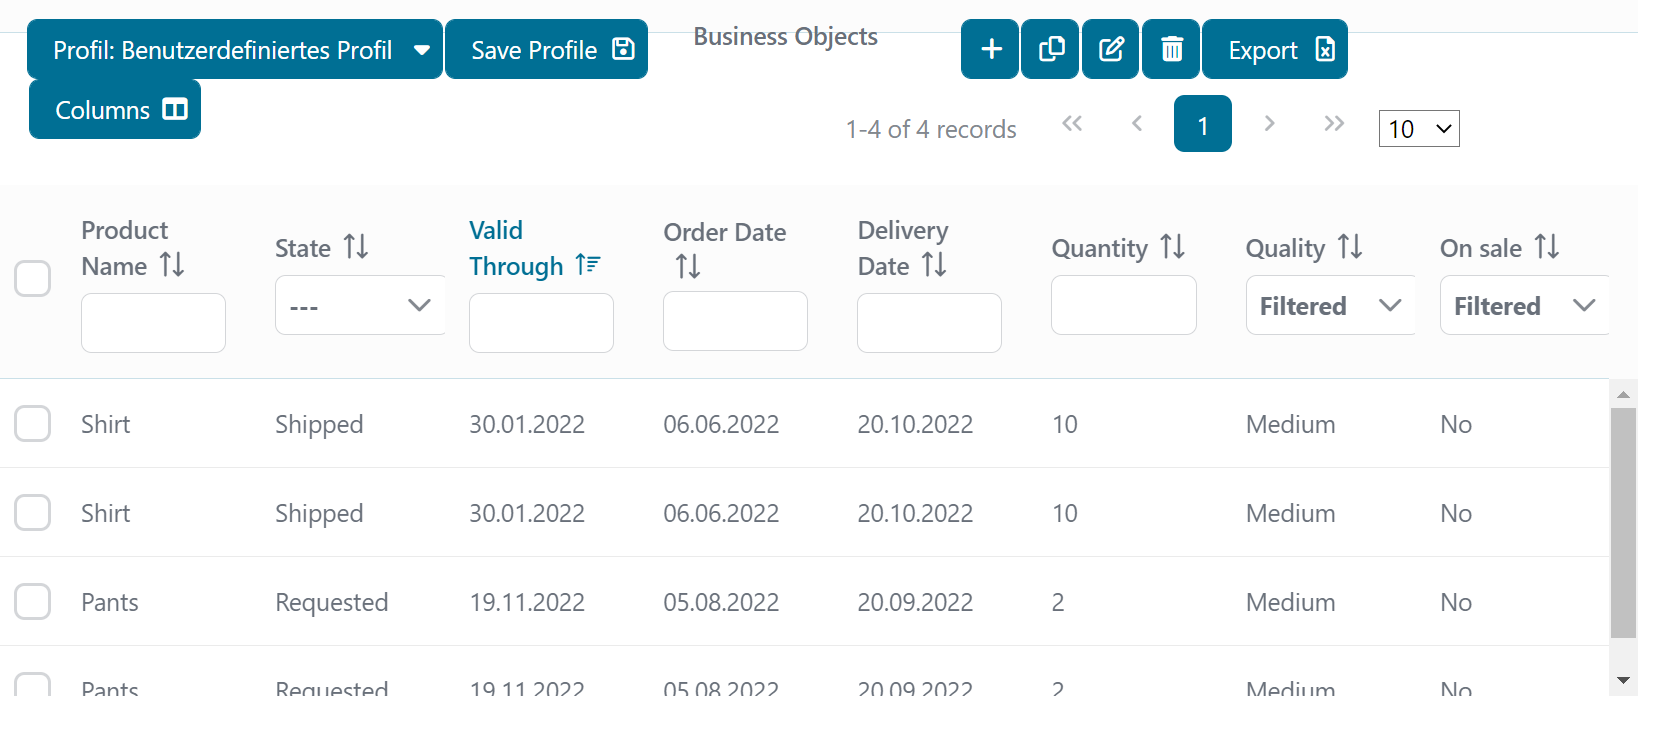 Profil: Benutzerdefiniertes Profil
Save Profile
Business Objects
Export
Columns
1-4 of 4 records
1
10
Product Name
State
Valid Through
Order Date
Delivery Date
Quantity
Quality
On sale
---
Filtered
Filtered
Shirt Shipped 30.01.2022 06.06.2022 20.10.2022 10 Medium No
Shirt Shipped 30.01.2022 06.06.2022 20.10.2022 10 Medium No
Pants Requested 19.11.2022 05.08.2022 20.09.2022 2 Medium No
Pants Requested 19.11.2022 05.08.2022 20.09.2022 2 Medium No